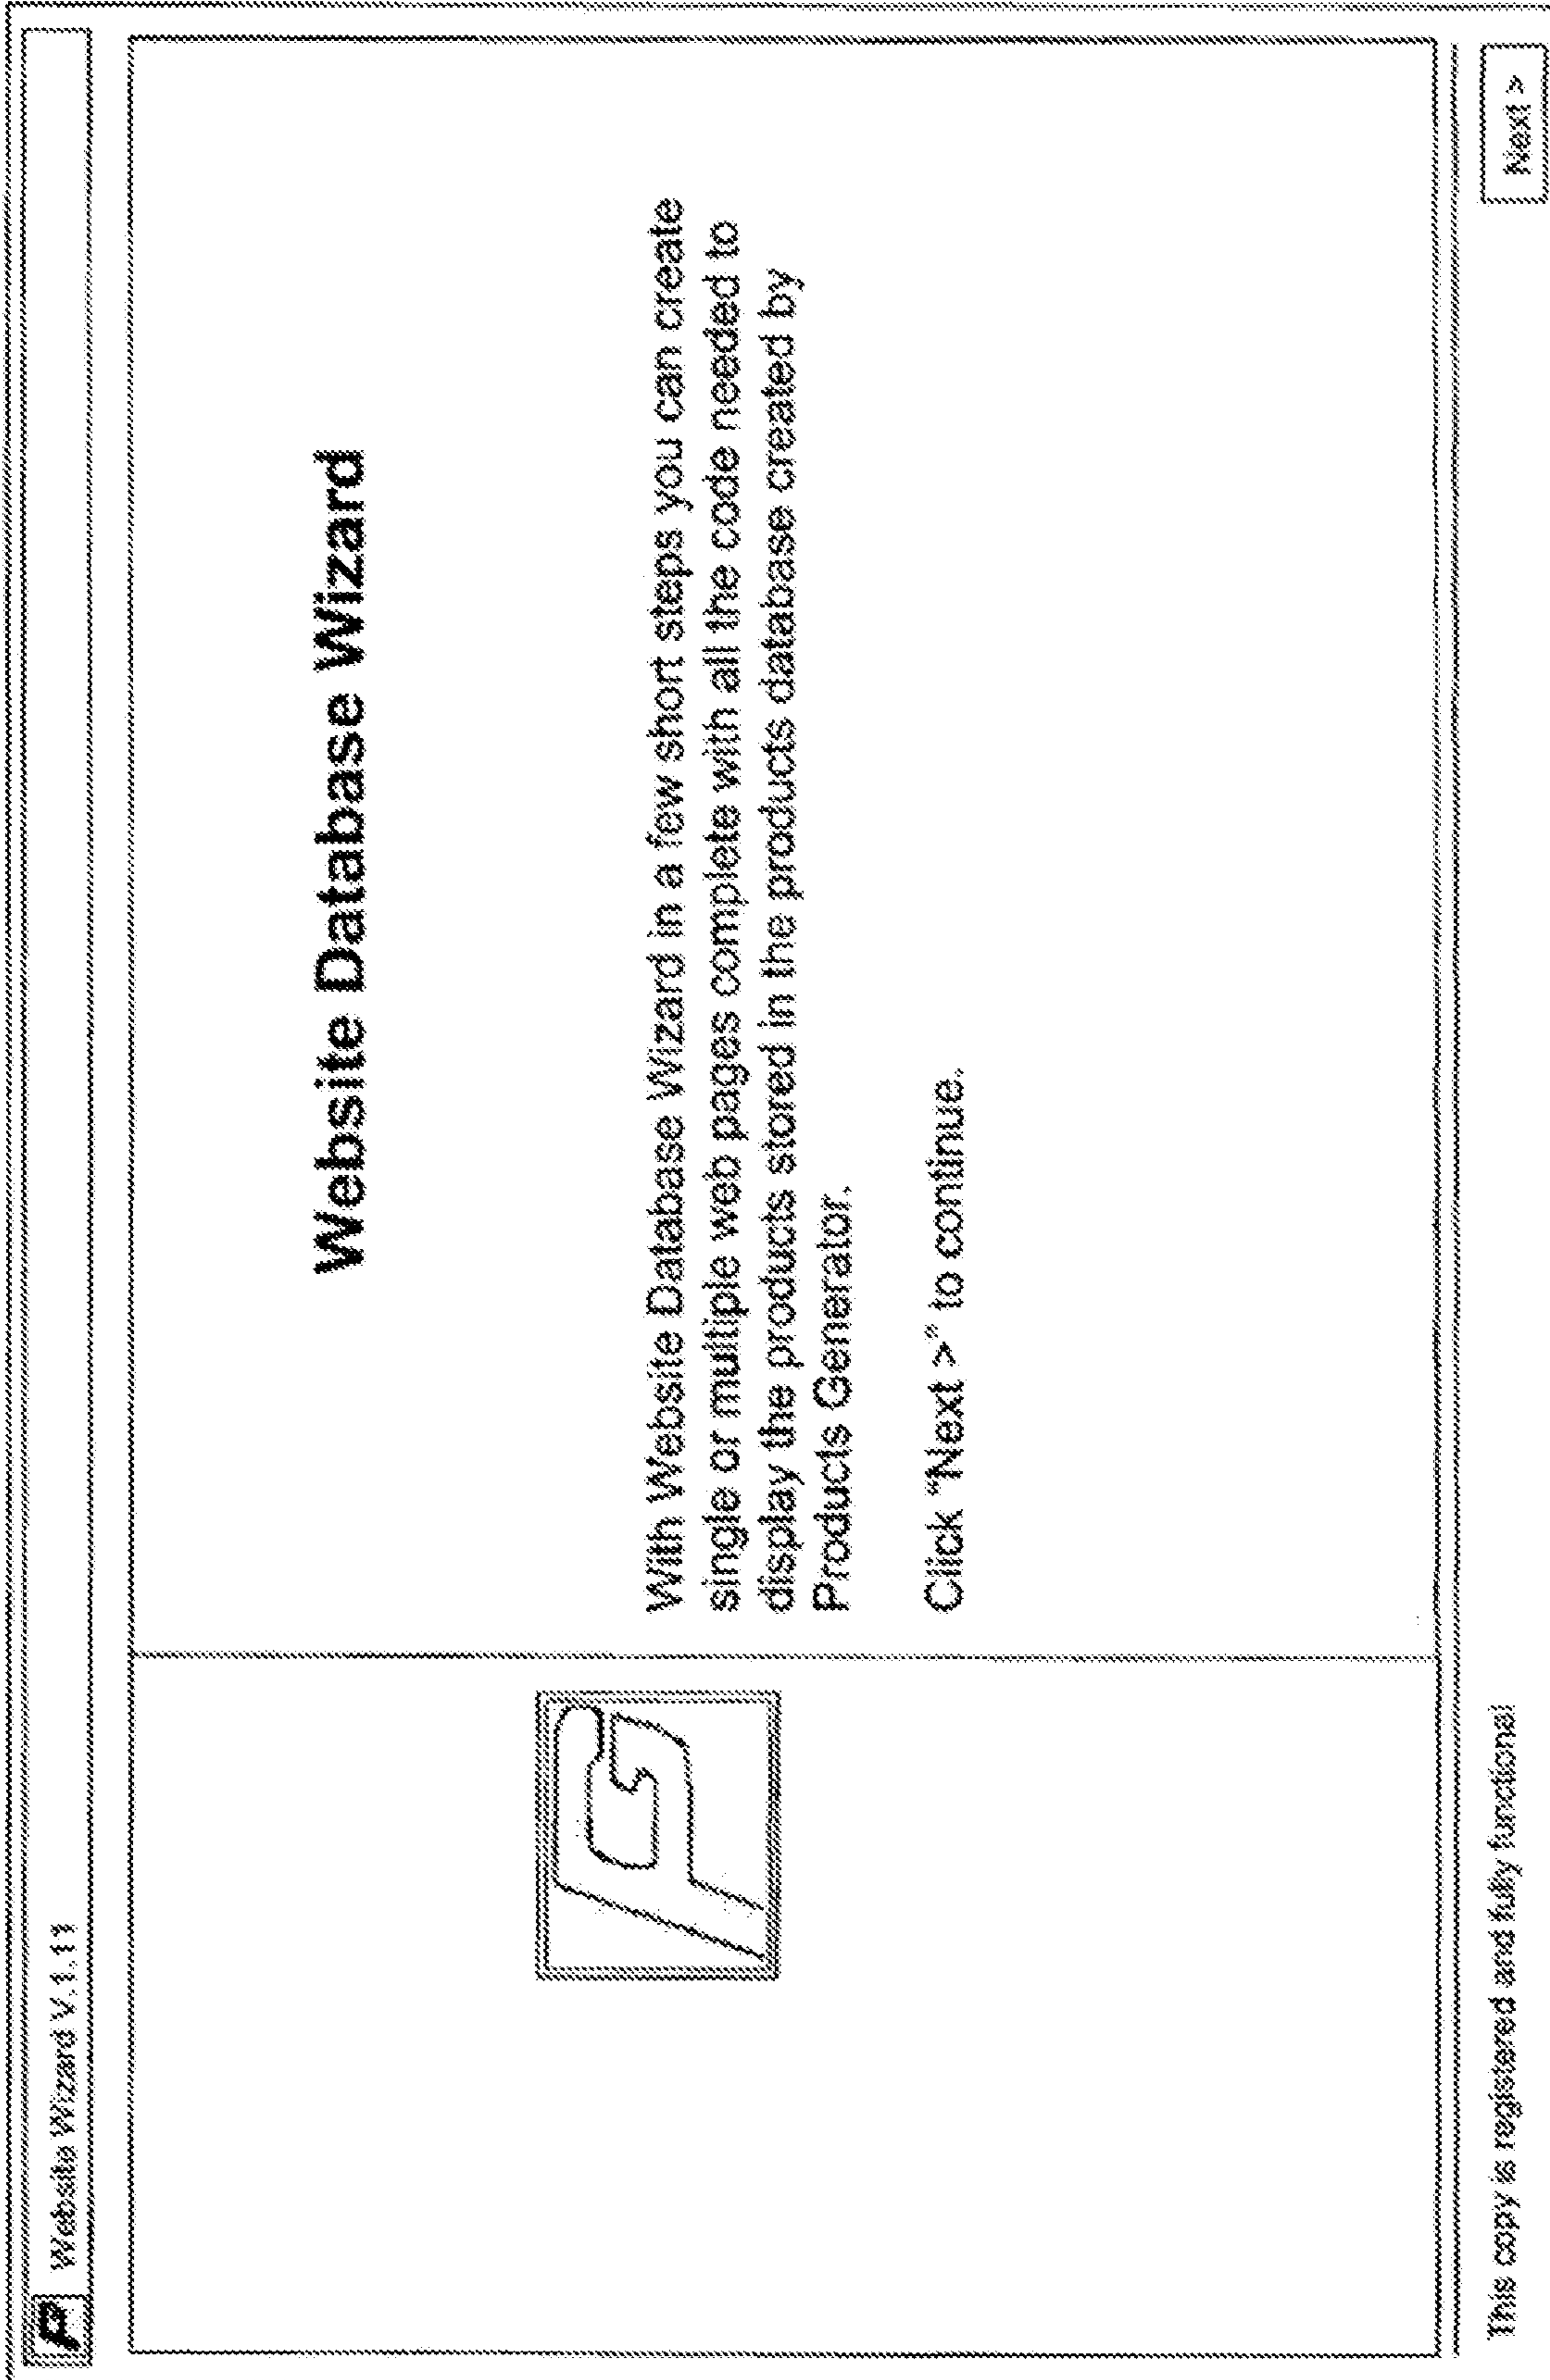 Website Wizard V.1.11
Website Database Wizard
With Website Database Wizard in a few short steps you can create
single or multiple web pages complete with all the code needed to
display the products stored in the products database created by
Products Generator.
Click "Next >" to continue.
This copy is registered and fully functional
Next >